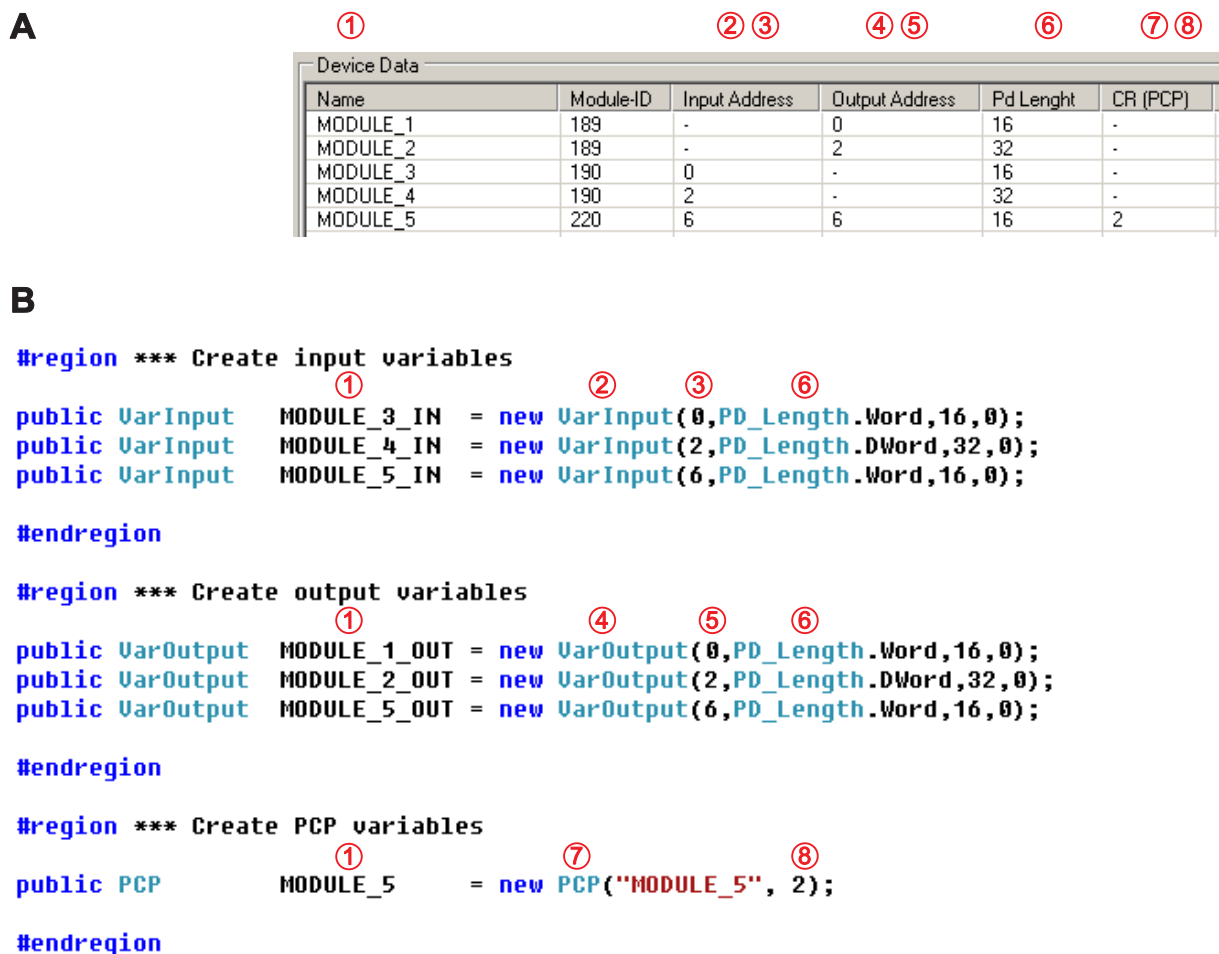 A ① ② ③ ④ ⑤ ⑥ ⑦ ⑧
Device Data
Name Module-ID Input Address Output Address Pd Lenght CR (PCP)
MODULE_1 189 - 0 16 -
MODULE_2 189 - 2 32 -
MODULE_3 190 0 - 16 -
MODULE_4 190 2 - 32 -
MODULE_5 220 6 6 16 2
B
#region *** Create input variables
① ② ③ ⑥
public VarInput MODULE_3_IN = new VarInput(0,PD_Length.Word,16,0);
public VarInput MODULE_4_IN = new VarInput(2,PD_Length.DWord,32,0);
public VarInput MODULE_5_IN = new VarInput(6,PD_Length.Word,16,0);
#endregion
#region *** Create output variables
① ④ ⑤ ⑥
public VarOutput MODULE_1_OUT = new VarOutput(0,PD_Length.Word,16,0);
public VarOutput MODULE_2_OUT = new VarOutput(2,PD_Length.DWord,32,0);
public VarOutput MODULE_5_OUT = new VarOutput(6,PD_Length.Word,16,0);
#endregion
#region *** Create PCP variables
① ⑦ ⑧
public PCP MODULE_5 = new PCP("MODULE_5", 2);
#endregion